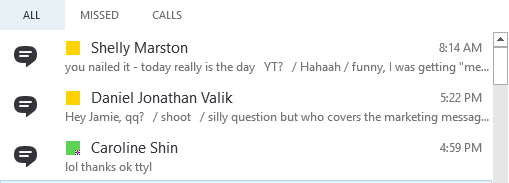 ALL MISSED CALLS
Shelly Marston 8:14 AM
you nailed it - today really is the day YT? / Hahaah / funny, I was getting "me...
Daniel Jonathan Valik 5:22 PM
Hey Jamie, qq? / shoot / silly question but who covers the marketing messag...
Caroline Shin 4:59 PM
lol thanks ok ttyl